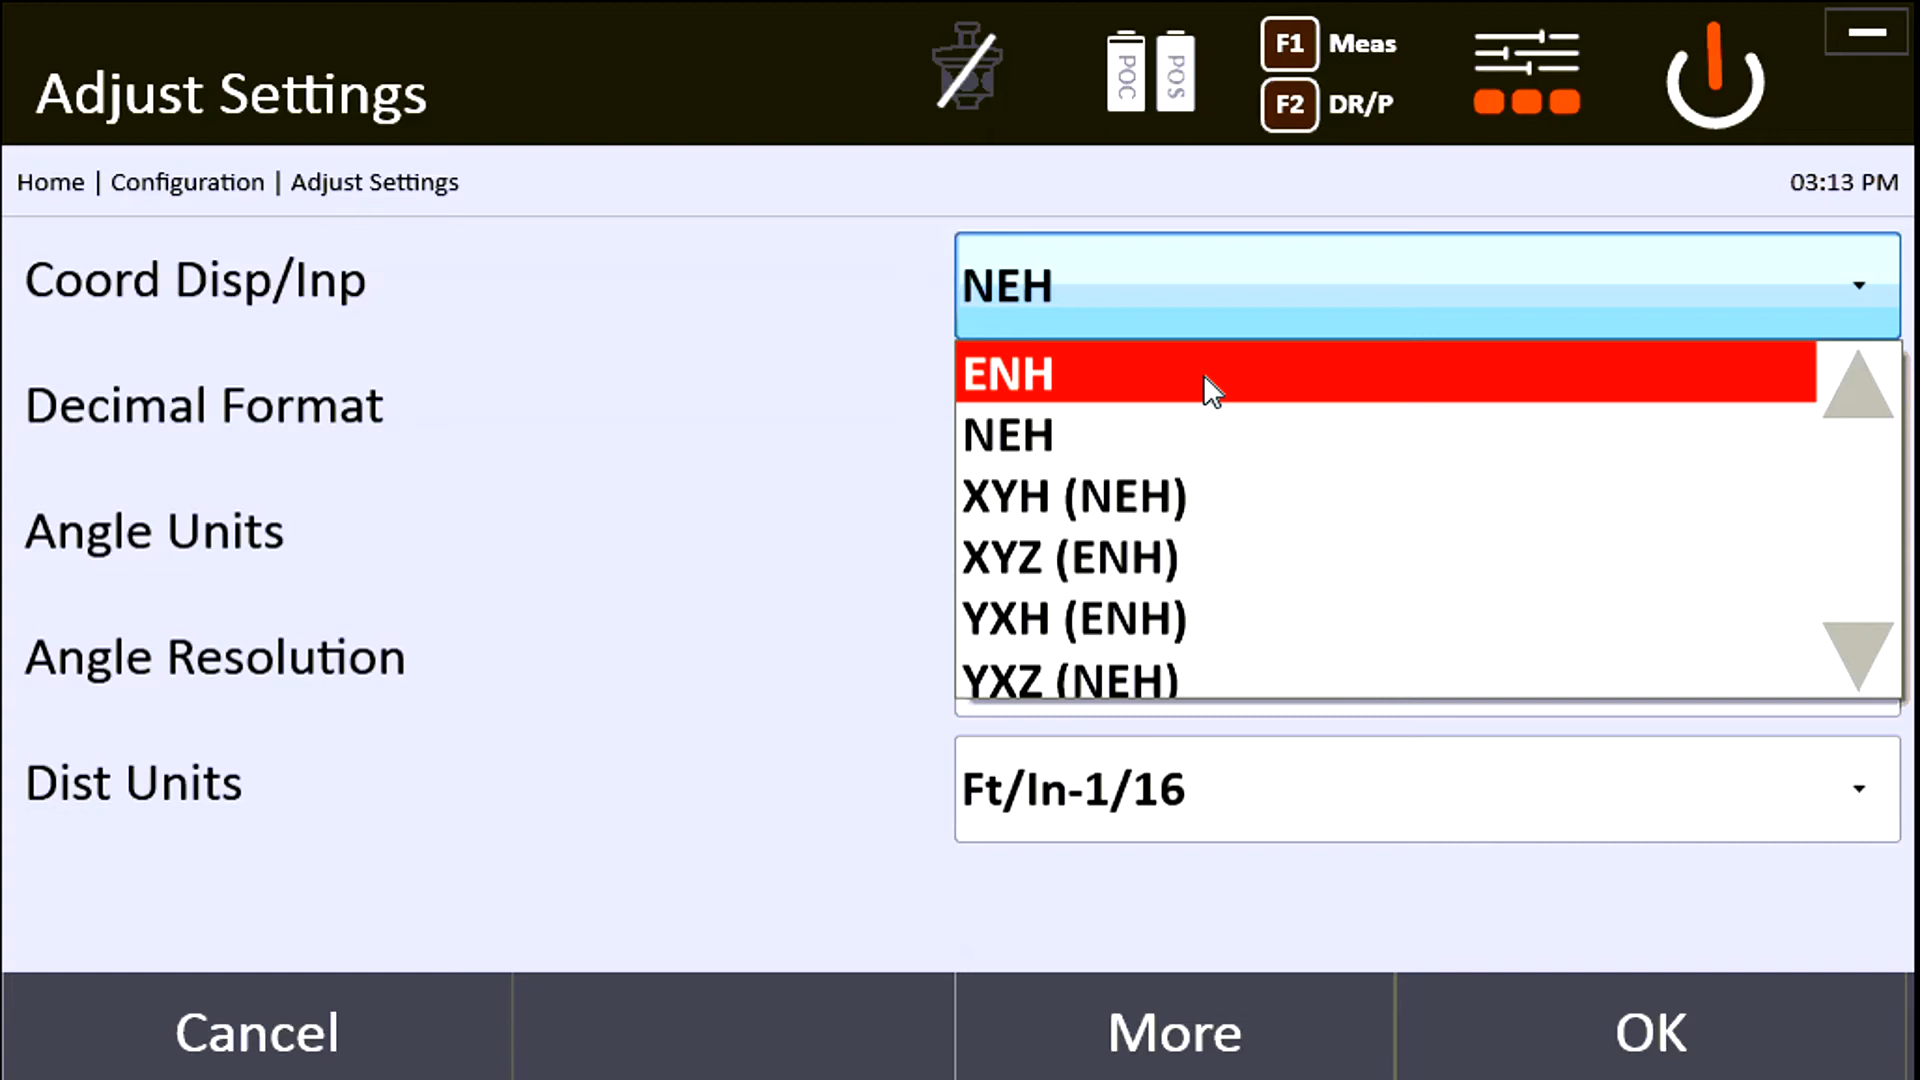 Adjust Settings
POC
POS
F1 Meas
F2 DR/P
Home | Configuration | Adjust Settings
03:13 PM
Coord Disp/Inp
NEH
ENH
NEH
XYH (NEH)
XYZ (ENH)
YXH (ENH)
YXZ (NEH)
Decimal Format
Angle Units
Angle Resolution
Dist Units
Ft/In-1/16
Cancel
More
OK